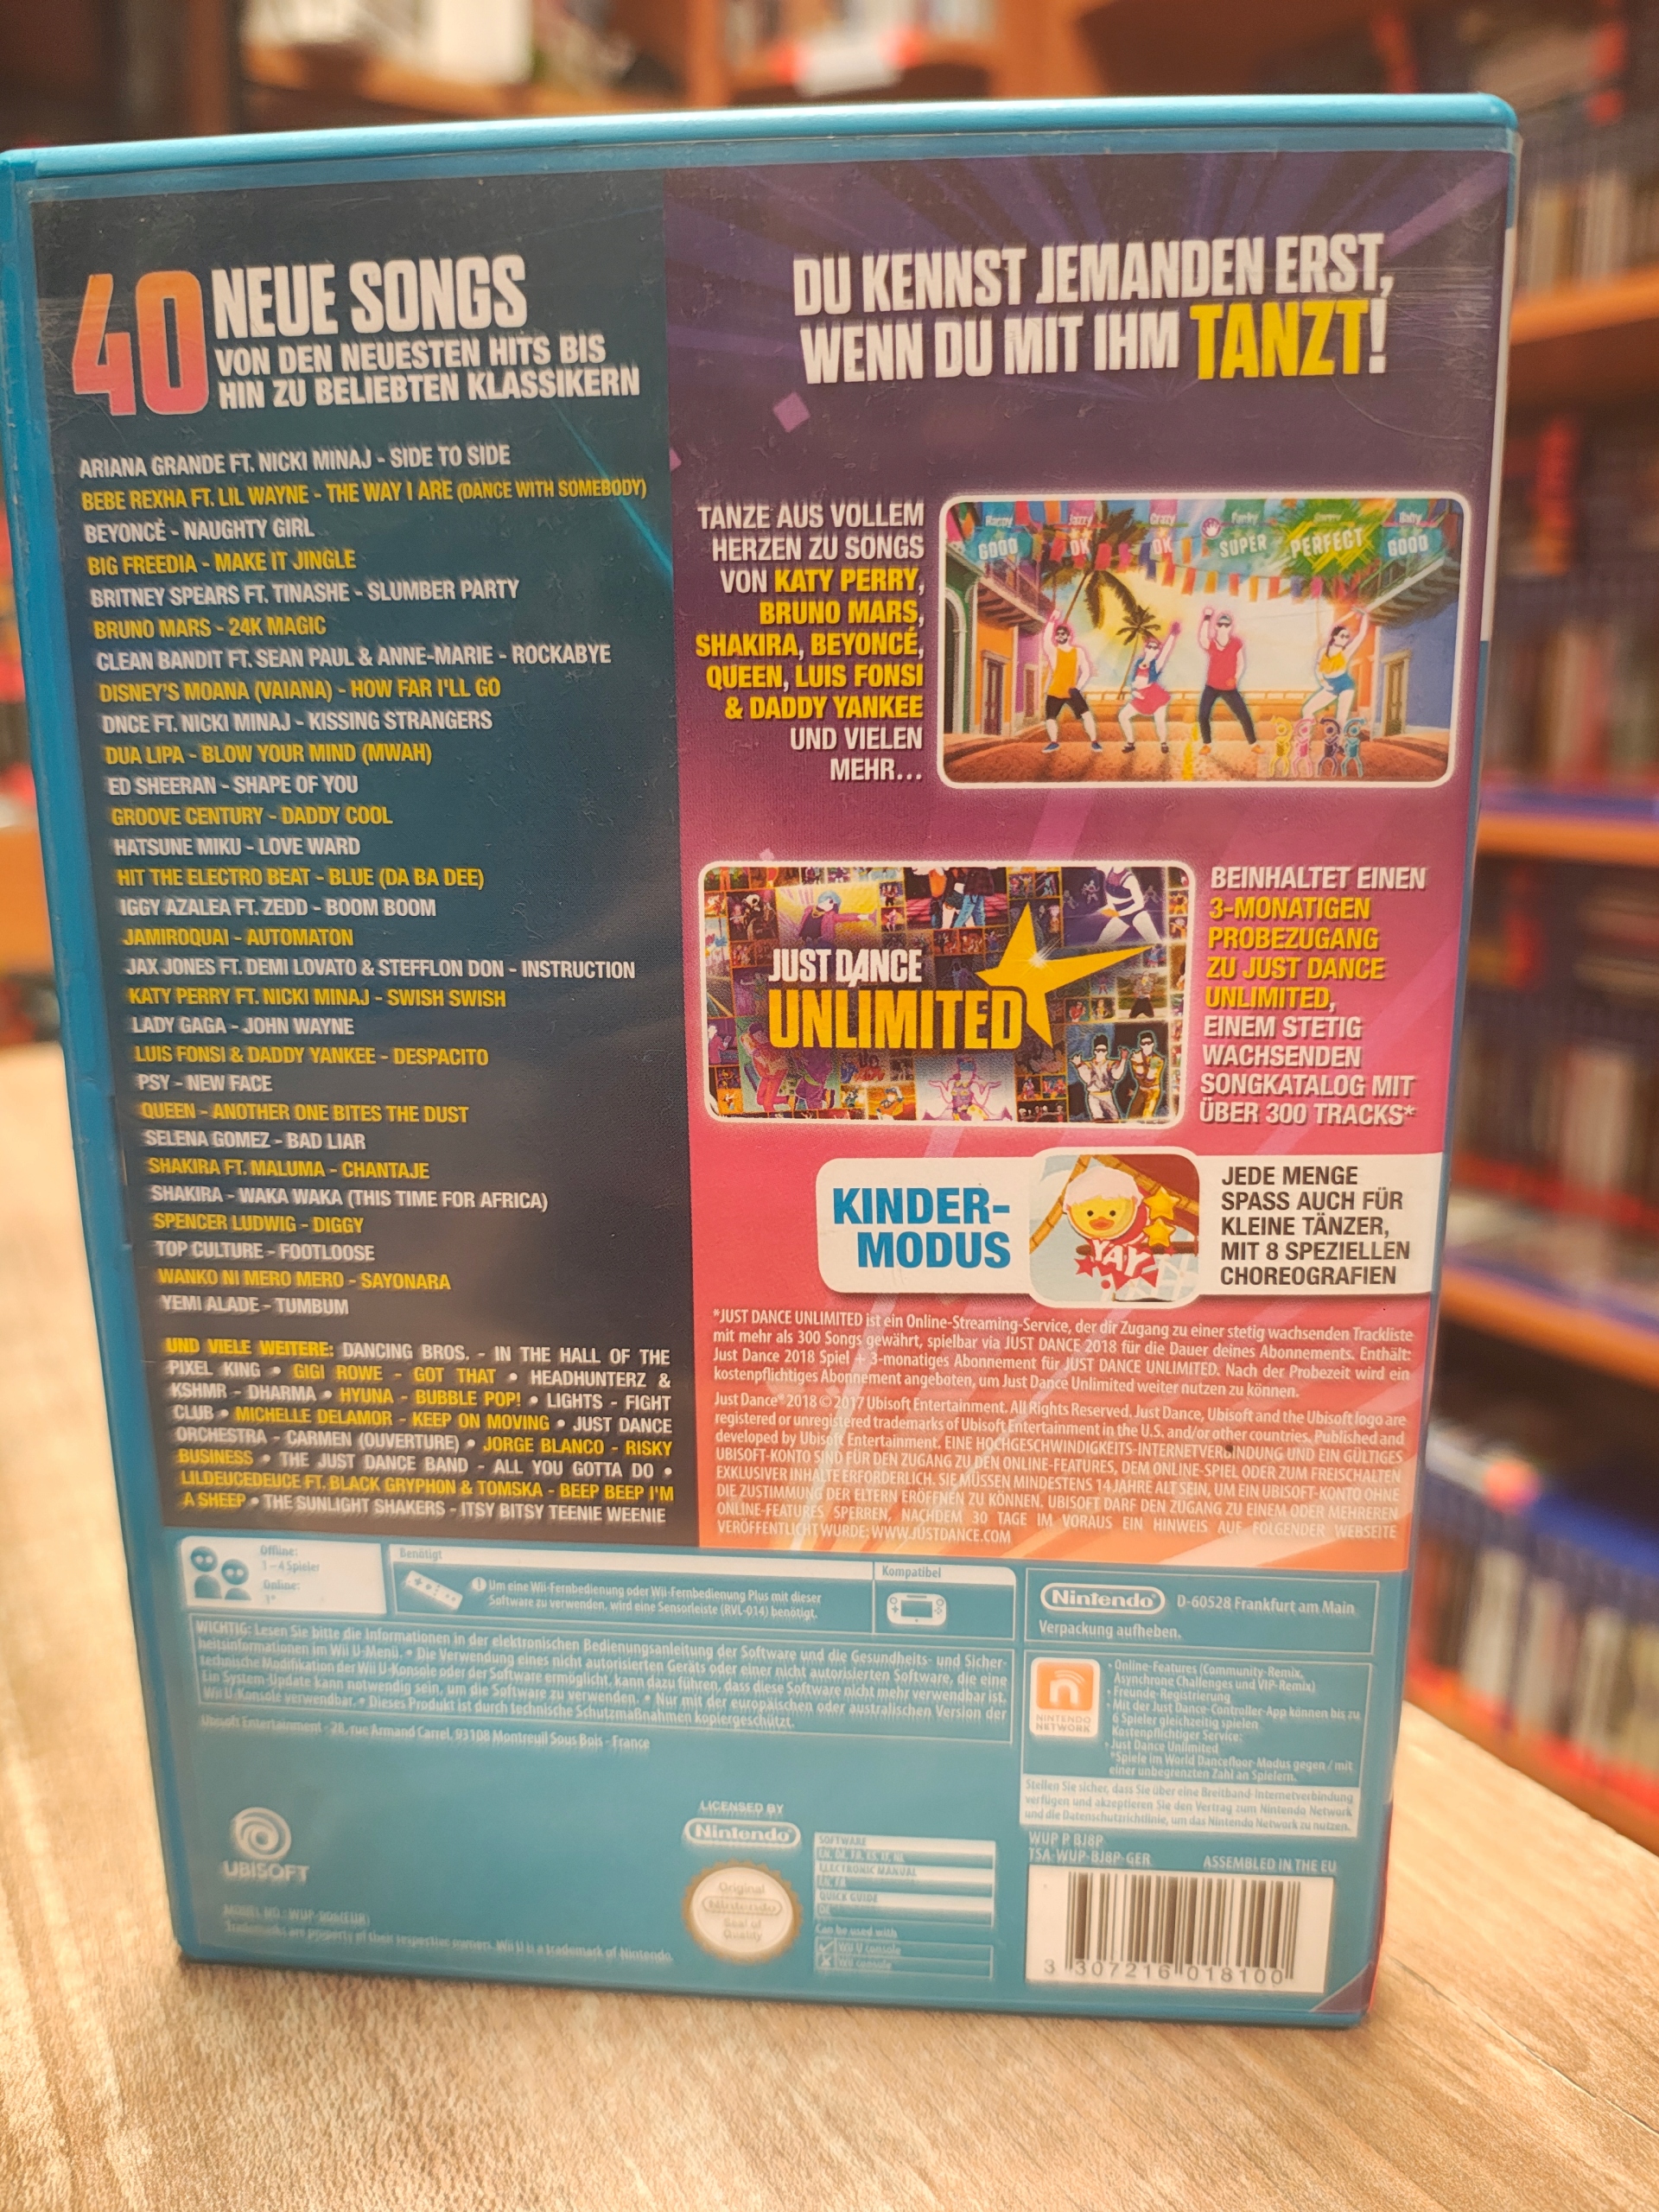 40 NEUE SONGS
VON DEN NEUESTEN HITS BIS
HIN ZU BELIEBTEN KLASSIKERN
ARIANA GRANDE FT. NICKI MINAJ - SIDE TO SIDE
BEBE REXHA FT. LIL WAYNE - THE WAY I ARE (DANCE WITH SOMEBODY)
BEYONCÉ - NAUGHTY GIRL
BIG FREEDIA - MAKE IT JINGLE
BRITNEY SPEARS FT. TINASHE - SLUMBER PARTY
BRUNO MARS - 24K MAGIC
CLEAN BANDIT FT. SEAN PAUL & ANNE-MARIE - ROCKABYE
DISNEY'S MOANA (VAIANA) - HOW FAR I'LL GO
DNCE FT. NICKI MINAJ - KISSING STRANGERS
DUA LIPA - BLOW YOUR MIND (MWAH)
ED SHEERAN - SHAPE OF YOU
GROOVE CENTURY - DADDY COOL
HATSUNE MIKU - LOVE WARD
HIT THE ELECTRO BEAT - BLUE (DA BA DEE)
IGGY AZALEA FT. ZEDD - BOOM BOOM
JAMIROQUAI - AUTOMATON
JAX JONES FT. DEMI LOVATO & STEFFLON DON - INSTRUCTION
KATY PERRY FT. NICKI MINAJ - SWISH SWISH
LADY GAGA - JOHN WAYNE
LUIS FONSI & DADDY YANKEE - DESPACITO
PSY - NEW FACE
QUEEN - ANOTHER ONE BITES THE DUST
SELENA GOMEZ - BAD LIAR
SHAKIRA FT. MALUMA - CHANTAJE
SHAKIRA - WAKA WAKA (THIS TIME FOR AFRICA)
SPENCER LUDWIG - DIGGY
TOP CULTURE - FOOTLOOSE
WANKO NI MERO MERO - SAYONARA
YEMI ALADE - TUMBUM
UND VIELE WEITERE: DANCING BROS. - IN THE HALL OF THE
PIXEL KING • GIGI ROWE - GOT THAT • HEADHUNTERZ &
KSHMR - DHARMA • HYUNA - BUBBLE POP! • LIGHTS - FIGHT
CLUB • MICHELLE DELAMOR - KEEP ON MOVING • JUST DANCE
ORCHESTRA - CARMEN (OUVERTURE) • JORGE BLANCO - RISKY
BUSINESS • THE JUST DANCE BAND - ALL YOU GOTTA DO •
LILDEUCEDEUCE FT. BLACK GRYPHON & TOMSKA - BEEP BEEP I'M
A SHEEP • THE SUNLIGHT SHAKERS - ITSY BITSY TEENIE WEENIE
DU KENNST JEMANDEN ERST,
WENN DU MIT IHM TANZT!
TANZE AUS VOLLEM
HERZEN ZU SONGS
VON KATY PERRY,
BRUNO MARS,
SHAKIRA, BEYONCÉ,
QUEEN, LUIS FONSI
& DADDY YANKEE
UND VIELEN
MEHR...
Happy Jazzy Crazy Funky Baby
GOOD OK OK SUPER PERFECT GOOD
JUST DANCE
UNLIMITED
BEINHALTET EINEN
3-MONATIGEN
PROBEZUGANG
ZU JUST DANCE
UNLIMITED,
EINEM STETIG
WACHSENDEN
SONGKATALOG MIT
ÜBER 300 TRACKS*
KINDER-
MODUS
YAY
JEDE MENGE
SPASS AUCH FÜR
KLEINE TÄNZER,
MIT 8 SPEZIELLEN
CHOREOGRAFIEN
*JUST DANCE UNLIMITED ist ein Online-Streaming-Service, der dir Zugang zu einer stetig wachsenden Trackliste
mit mehr als 300 Songs gewährt, spielbar via JUST DANCE 2018 für die Dauer deines Abonnements. Enthält:
Just Dance 2018 Spiel + 3-monatiges Abonnement für JUST DANCE UNLIMITED. Nach der Probezeit wird ein
kostenpflichtiges Abonnement angeboten, um Just Dance Unlimited weiter nutzen zu können.
Just Dance® 2018 © 2017 Ubisoft Entertainment. All Rights Reserved. Just Dance, Ubisoft and the Ubisoft logo are
registered or unregistered trademarks of Ubisoft Entertainment in the U.S. and/or other countries. Published and
developed by Ubisoft Entertainment. EINE HOCHGESCHWINDIGKEITS-INTERNETVERBINDUNG UND EIN GÜLTIGES
UBISOFT-KONTO SIND FÜR DEN ZUGANG ZU DEN ONLINE-FEATURES, DEM ONLINE-SPIEL ODER ZUM FREISCHALTEN
EXKLUSIVER INHALTE ERFORDERLICH. SIE MÜSSEN MINDESTENS 14 JAHRE ALT SEIN, UM EIN UBISOFT-KONTO OHNE
DIE ZUSTIMMUNG DER ELTERN ERÖFFNEN ZU KÖNNEN. UBISOFT DARF DEN ZUGANG ZU EINEM ODER MEHREREN
ONLINE-FEATURES SPERREN, NACHDEM 30 TAGE IM VORAUS EIN HINWEIS AUF FOLGENDER WEBSEITE
VERÖFFENTLICHT WURDE: WWW.JUSTDANCE.COM
Offline:
1-4 Spieler
Online:
1*
Benötigt
Um eine Wii-Fernbedienung oder Wii-Fernbedienung Plus mit dieser
Software zu verwenden, wird eine Sensorleiste (RVL-014) benötigt.
Kompatibel
Nintendo D-60528 Frankfurt am Main
Verpackung aufheben.
WICHTIG: Lesen Sie bitte die Informationen in der elektronischen Bedienungsanleitung der Software und die Gesundheits- und Sicher-
heitsinformationen im Wii U-Menü. • Die Verwendung eines nicht autorisierten Geräts oder einer nicht autorisierten Software, die eine
technische Modifikation der Wii U-Konsole oder der Software ermöglicht, kann dazu führen, dass diese Software nicht mehr verwendbar ist.
Ein System-Update kann notwendig sein, um die Software zu verwenden. • Nur mit der europäischen oder australischen Version der
Wii U-Konsole verwendbar. • Dieses Produkt ist durch technische Schutzmaßnahmen kopiergeschützt.
Ubisoft Entertainment - 28, rue Armand Carrel, 93108 Montreuil Sous Bois - France
NINTENDO
NETWORK
• Online-Features (Community-Remix,
Asynchrone Challenges und VIP-Remix)
• Freunde-Registrierung
• Mit der Just Dance-Controller-App können bis zu
6 Spieler gleichzeitig spielen
Kostenpflichtiger Service:
• Just Dance Unlimited
*Spiele im World Dancefloor-Modus gegen / mit
einer unbegrenzten Zahl an Spielern.
Stellen Sie sicher, dass Sie über eine Breitband-Internetverbindung
verfügen und akzeptieren Sie den Vertrag zum Nintendo Network
und die Datenschutzrichtlinie, um das Nintendo Network zu nutzen.
UBISOFT
LICENSED BY
Nintendo
Original
Nintendo
Seal of
Quality
SOFTWARE
ELECTRONIC MANUAL
QUICK GUIDE
DE
Can be used with
Wii U console
Wii console
WUP P BJ8P
TSA-WUP-BJ8P-GER ASSEMBLED IN THE EU
3 307216 018100
Trademarks are property of their respective owners. Wii U is a trademark of Nintendo.